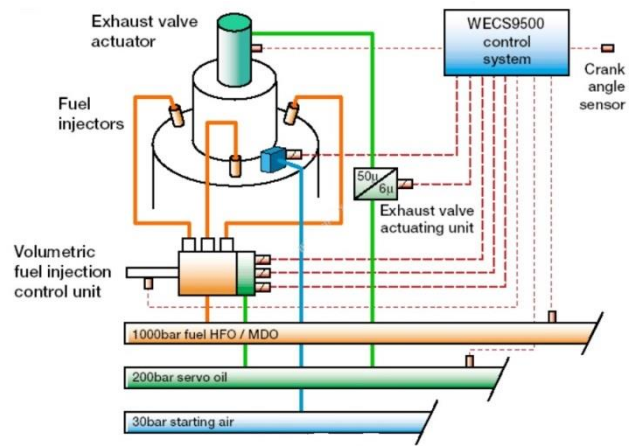 Exhaust valve
actuator
WECS9500
control
system
Crank
angle
sensor
Fuel
injectors
50µ
6µ
Exhaust valve
actuating unit
Volumetric
fuel injection
control unit
1000bar fuel HFO / MDO
200bar servo oil
30bar starting air